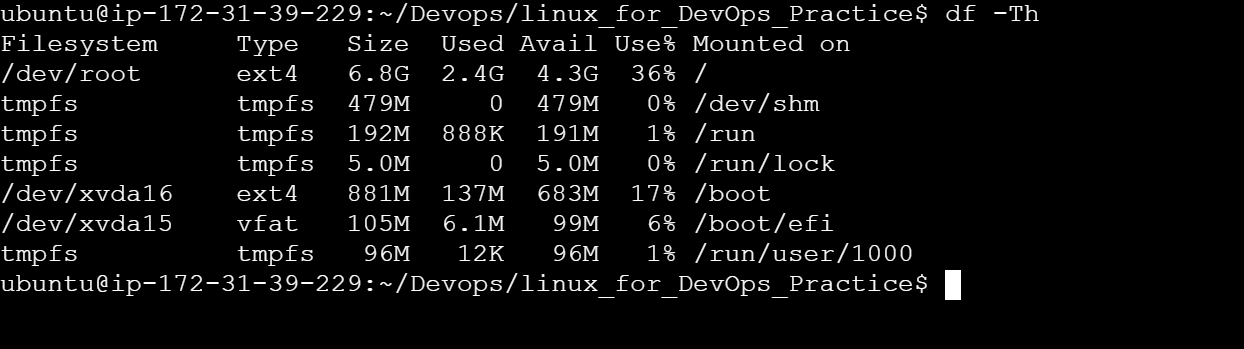 ubuntu@ip-172-31-39-229:~/Devops/linux_for_DevOps_Practice$ df -Th
Filesystem     Type   Size  Used Avail Use% Mounted on
/dev/root      ext4   6.8G  2.4G  4.3G  36% /
tmpfs          tmpfs  479M     0  479M   0% /dev/shm
tmpfs          tmpfs  192M  888K  191M   1% /run
tmpfs          tmpfs  5.0M     0  5.0M   0% /run/lock
/dev/xvda16    ext4   881M  137M  683M  17% /boot
/dev/xvda15    vfat   105M  6.1M   99M   6% /boot/efi
tmpfs          tmpfs   96M   12K   96M   1% /run/user/1000
ubuntu@ip-172-31-39-229:~/Devops/linux_for_DevOps_Practice$